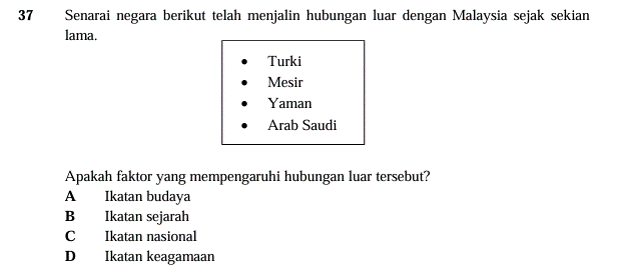 37 Senarai negara berikut telah menjalin hubungan luar dengan Malaysia sejak sekian
lama.
• Turki
• Mesir
• Yaman
• Arab Saudi
Apakah faktor yang mempengaruhi hubungan luar tersebut?
A Ikatan budaya
B Ikatan sejarah
C Ikatan nasional
D Ikatan keagamaan